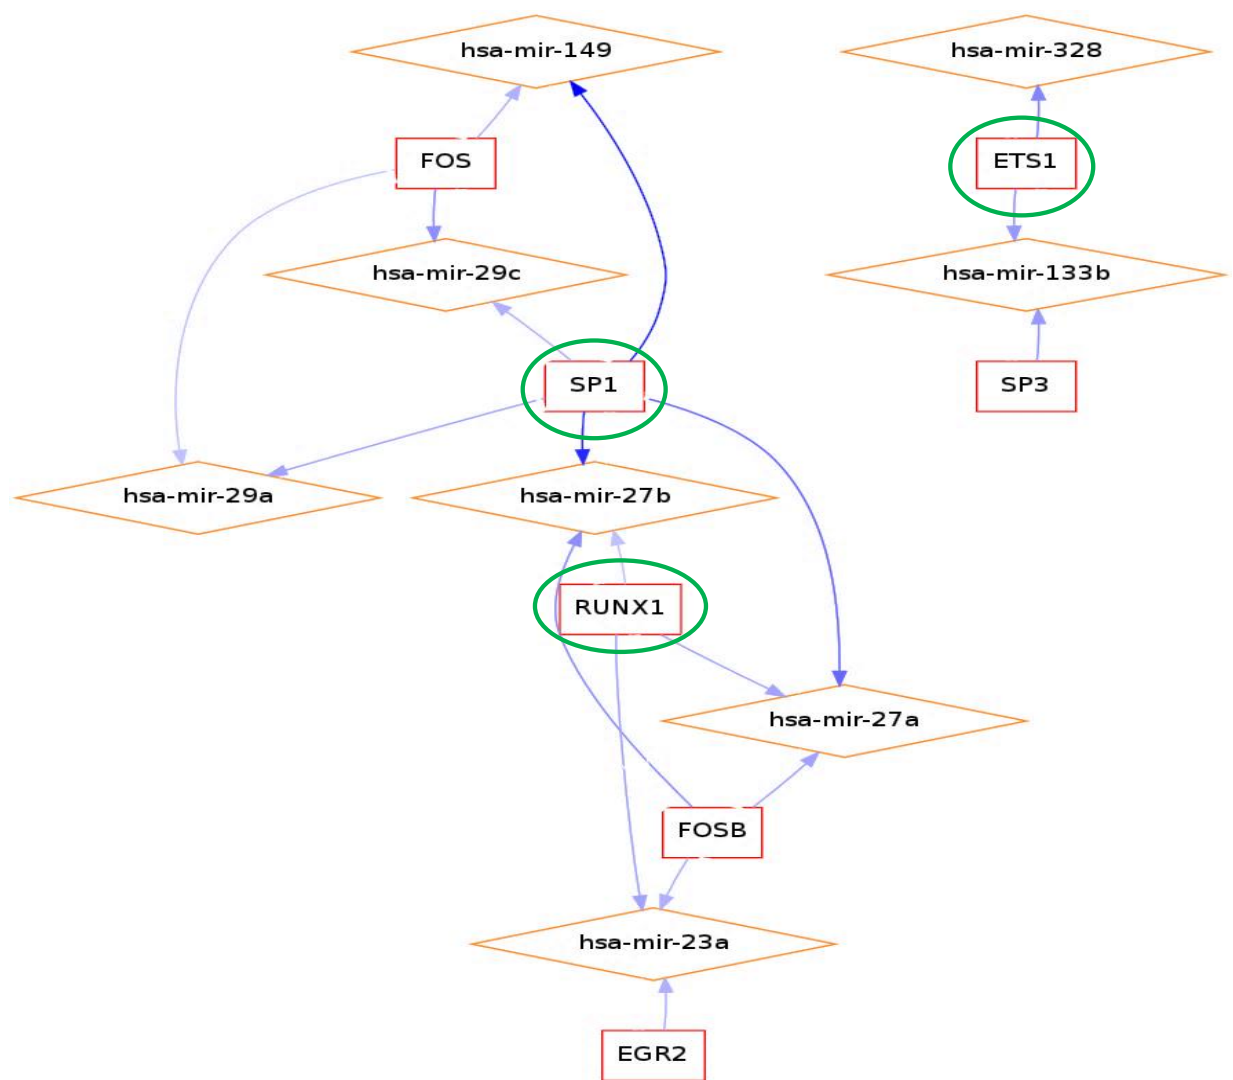 hsa-mir-149
hsa-mir-328
FOS
ETS1
hsa-mir-29c
hsa-mir-133b
SP1
SP3
hsa-mir-29a
hsa-mir-27b
RUNX1
hsa-mir-27a
FOSB
hsa-mir-23a
EGR2